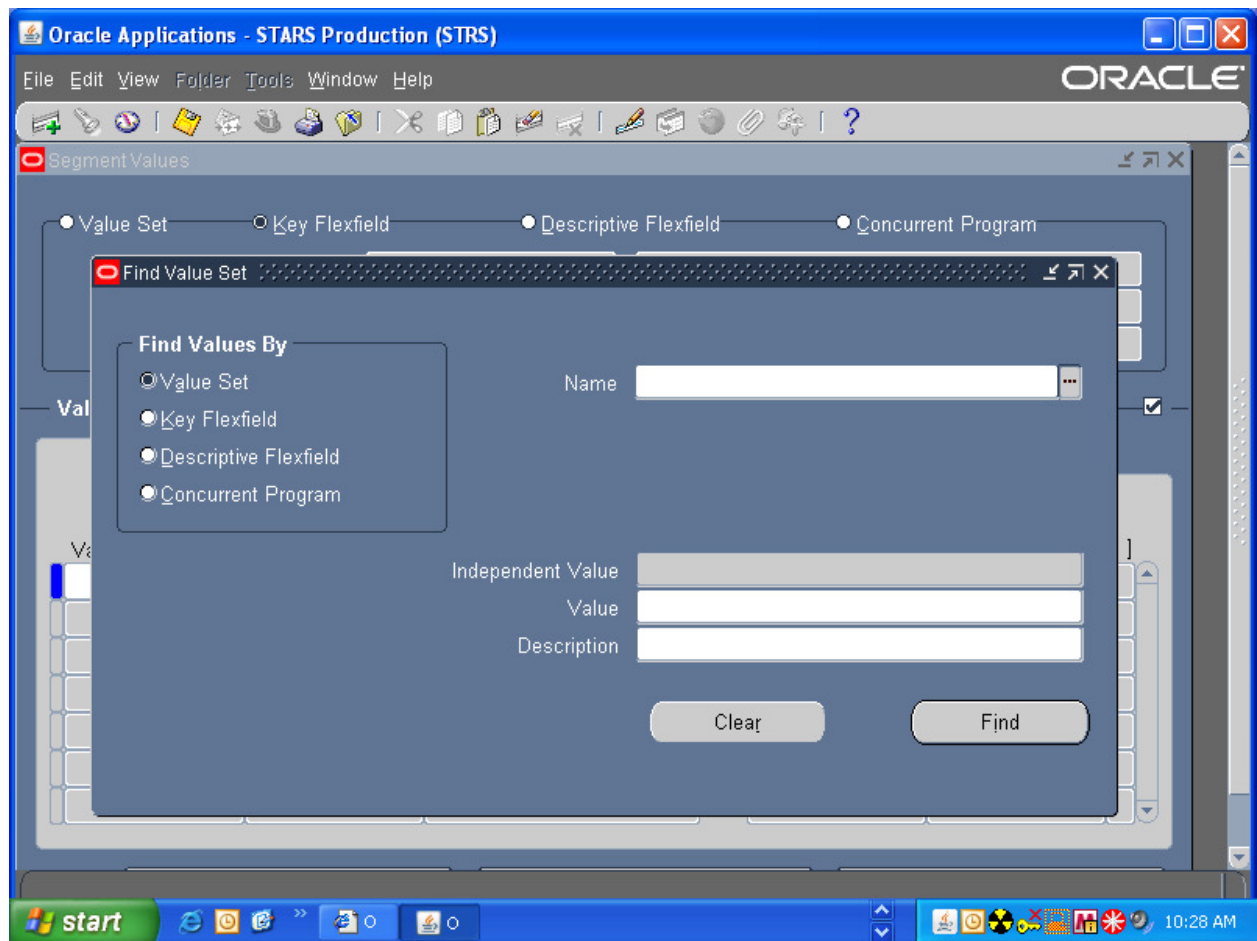 Oracle Applications - STARS Production (STRS)
File Edit View Folder Tools Window Help
ORACLE
Segment Values
Value Set Key Flexfield Descriptive Flexfield Concurrent Program
Find Value Set
Find Values By
Value Set
Key Flexfield
Descriptive Flexfield
Concurrent Program
Name
Val
Va
]
Independent Value
Value
Description
Clear Find
start
O
O
10:28 AM